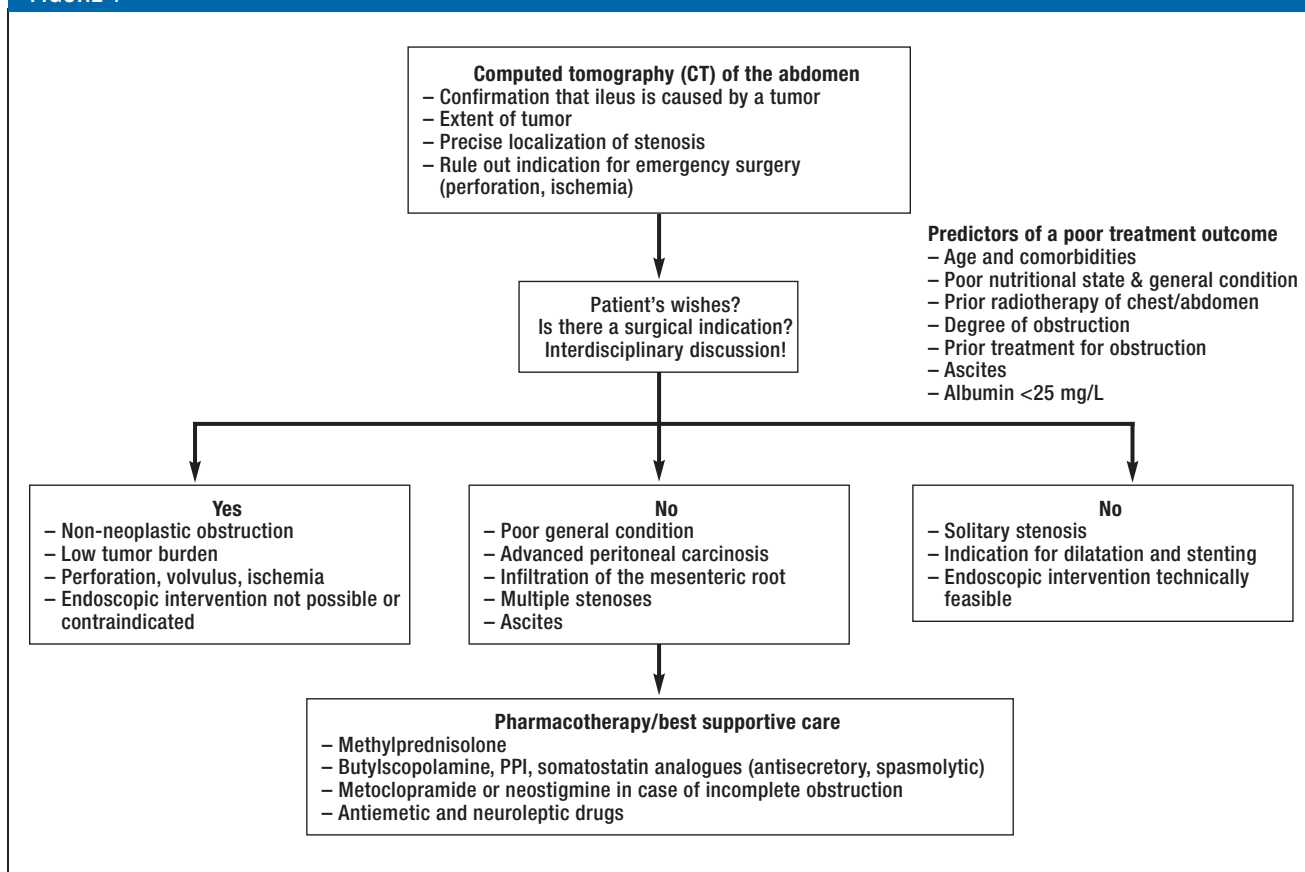 Computed tomography (CT) of the abdomen
– Confirmation that ileus is caused by a tumor
– Extent of tumor
– Precise localization of stenosis
– Rule out indication for emergency surgery
(perforation, ischemia)
Predictors of a poor treatment outcome
– Age and comorbidities
– Poor nutritional state & general condition
– Prior radiotherapy of chest/abdomen
– Degree of obstruction
– Prior treatment for obstruction
– Ascites
– Albumin <25 mg/L
Patient’s wishes?
Is there a surgical indication?
Interdisciplinary discussion!
Yes
– Non-neoplastic obstruction
– Low tumor burden
– Perforation, volvulus, ischemia
– Endoscopic intervention not possible or
contraindicated
No
– Poor general condition
– Advanced peritoneal carcinosis
– Infiltration of the mesenteric root
– Multiple stenoses
– Ascites
No
– Solitary stenosis
– Indication for dilatation and stenting
– Endoscopic intervention technically
feasible
Pharmacotherapy/best supportive care
– Methylprednisolone
– Butylscopolamine, PPI, somatostatin analogues (antisecretory, spasmolytic)
– Metoclopramide or neostigmine in case of incomplete obstruction
– Antiemetic and neuroleptic drugs